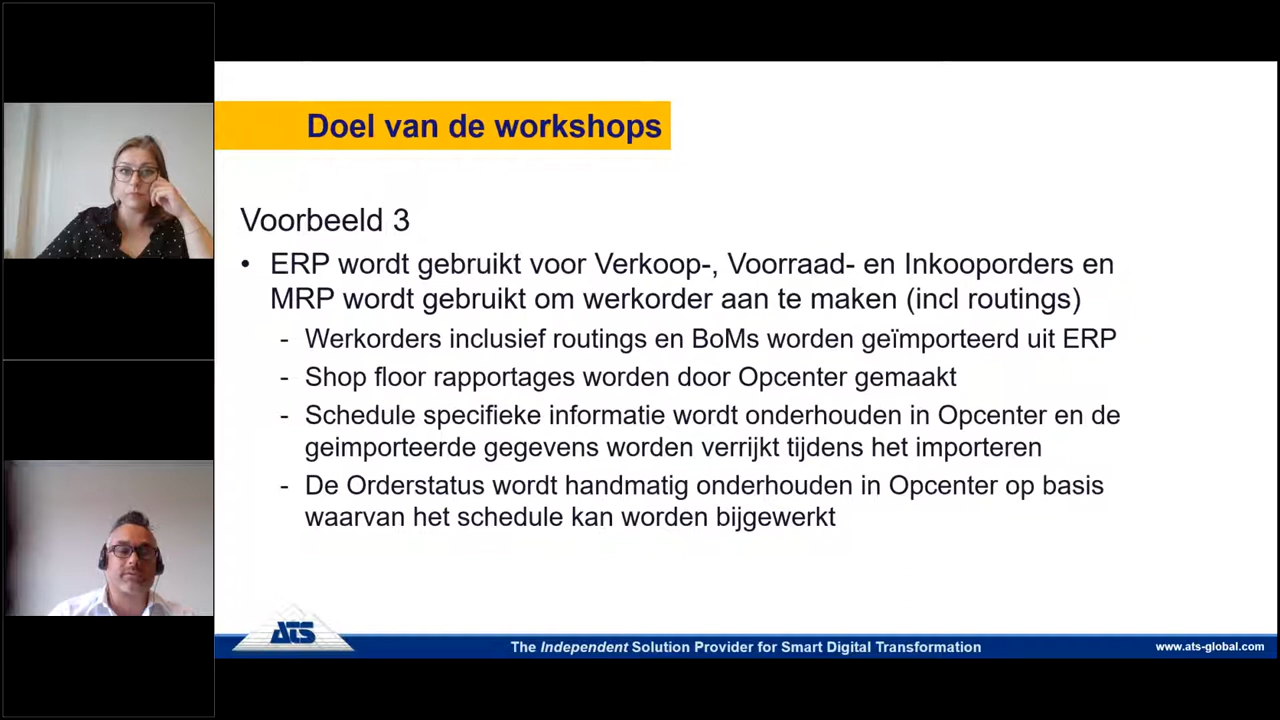 Doel van de workshops
Voorbeeld 3
• ERP wordt gebruikt voor Verkoop-, Voorraad- en Inkooporders en
MRP wordt gebruikt om werkorder aan te maken (incl routings)
- Werkorders inclusief routings en BoMs worden geïmporteerd uit ERP
- Shop floor rapportages worden door Opcenter gemaakt
- Schedule specifieke informatie wordt onderhouden in Opcenter en de
geimporteerde gegevens worden verrijkt tijdens het importeren
- De Orderstatus wordt handmatig onderhouden in Opcenter op basis
waarvan het schedule kan worden bijgewerkt
ATS
The Independent Solution Provider for Smart Digital Transformation
www.ats-global.com